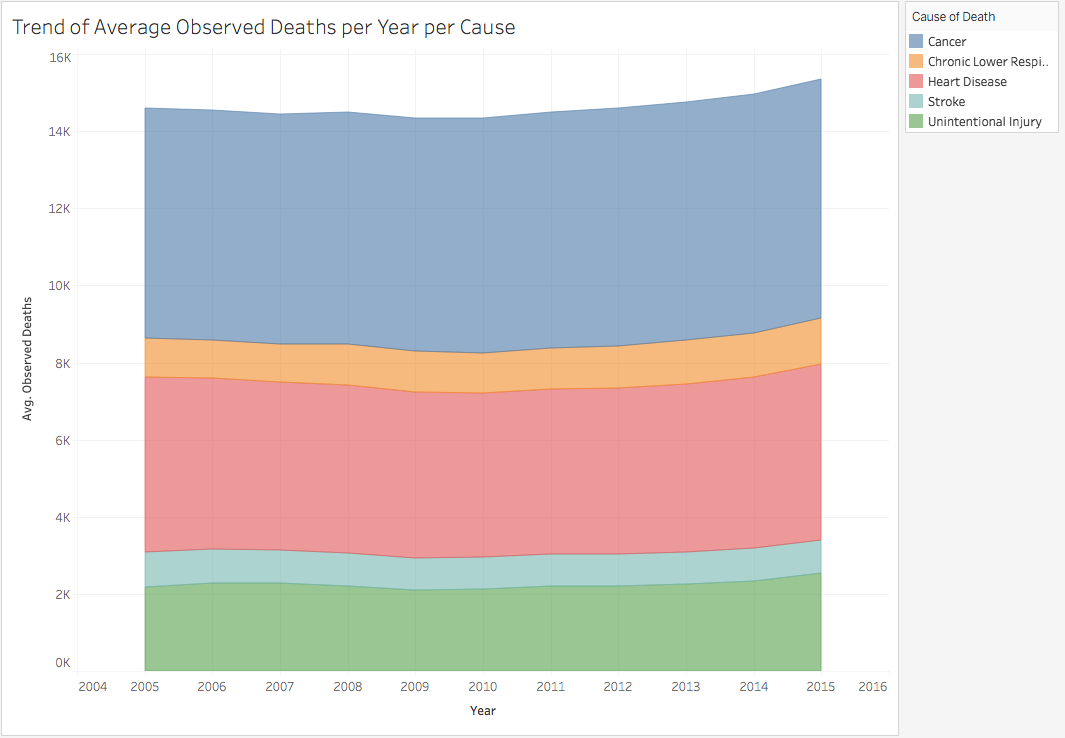 Trend of Average Observed Deaths per Year per Cause
Cause of Death
Cancer
Chronic Lower Respi..
Heart Disease
Stroke
Unintentional Injury
16K
14K
12K
10K
8K
6K
4K
2K
0K
Avg. Observed Deaths
2004 2005 2006 2007 2008 2009 2010 2011 2012 2013 2014 2015 2016
Year